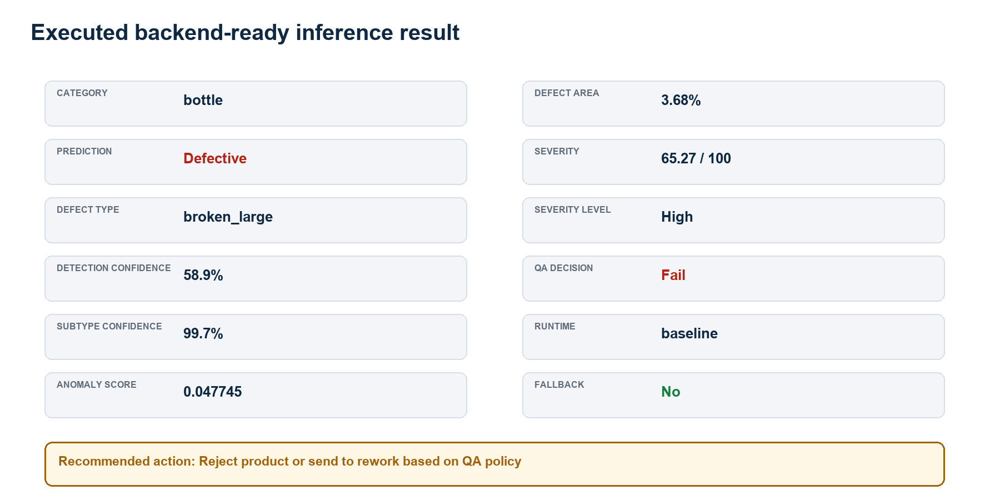 Executed backend-ready inference result
CATEGORY bottle
DEFECT AREA 3.68%
PREDICTION Defective
SEVERITY 65.27 / 100
DEFECT TYPE broken_large
SEVERITY LEVEL High
DETECTION CONFIDENCE 58.9%
QA DECISION Fail
SUBTYPE CONFIDENCE 99.7%
RUNTIME baseline
ANOMALY SCORE 0.047745
FALLBACK No
Recommended action: Reject product or send to rework based on QA policy